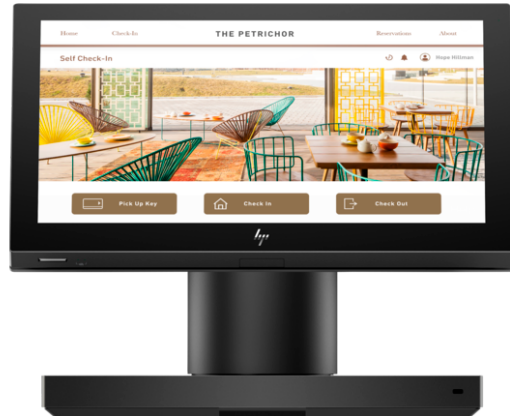 Home Check-In THE PETRICHOR Reservations About
Self Check-In Hope Hillman
Pick Up Key Check In Check Out
hp